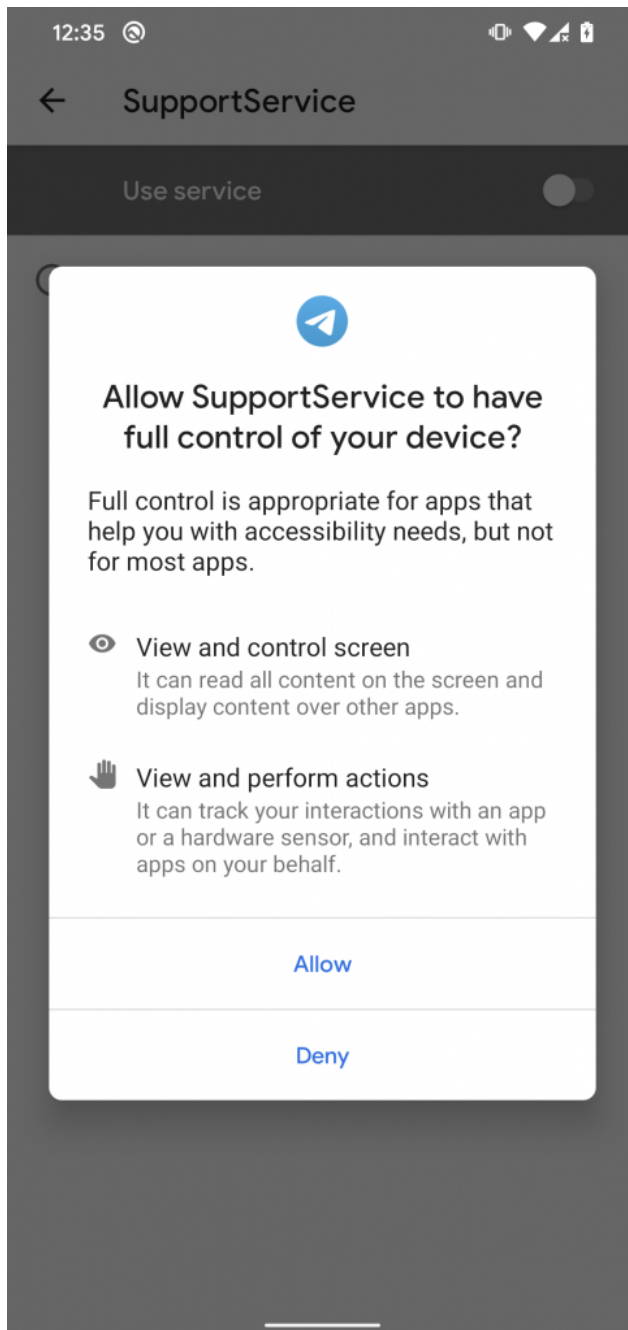 12:35
SupportService
Use service
Allow SupportService to have
full control of your device?
Full control is appropriate for apps that
help you with accessibility needs, but not
for most apps.
View and control screen
It can read all content on the screen and
display content over other apps.
View and perform actions
It can track your interactions with an app
or a hardware sensor, and interact with
apps on your behalf.
Allow
Deny